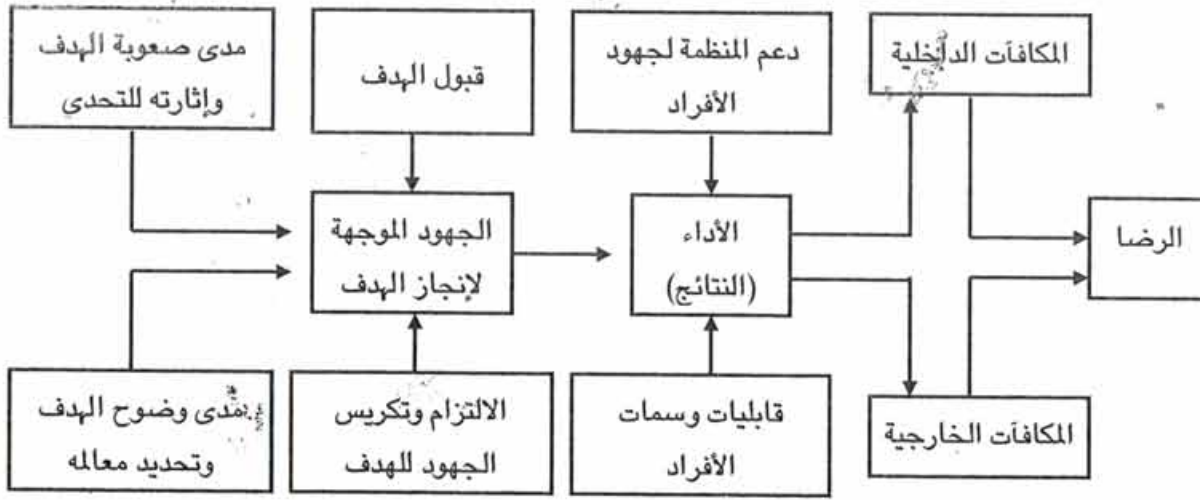 مدى صعوبة الهدف
وإثارته للتحدى
قبول الهدف
دعم المنظمة لجهود
الأفراد
المكافآت الداخلية
الجهود الموجهة
لإنجاز الهدف
الأداء
(النتائج)
الرضا
مدى وضوح الهدف
وتحديد معالمه
الالتزام وتكريس
الجهود للهدف
قابليات وسمات
الأفراد
المكافآت الخارجية